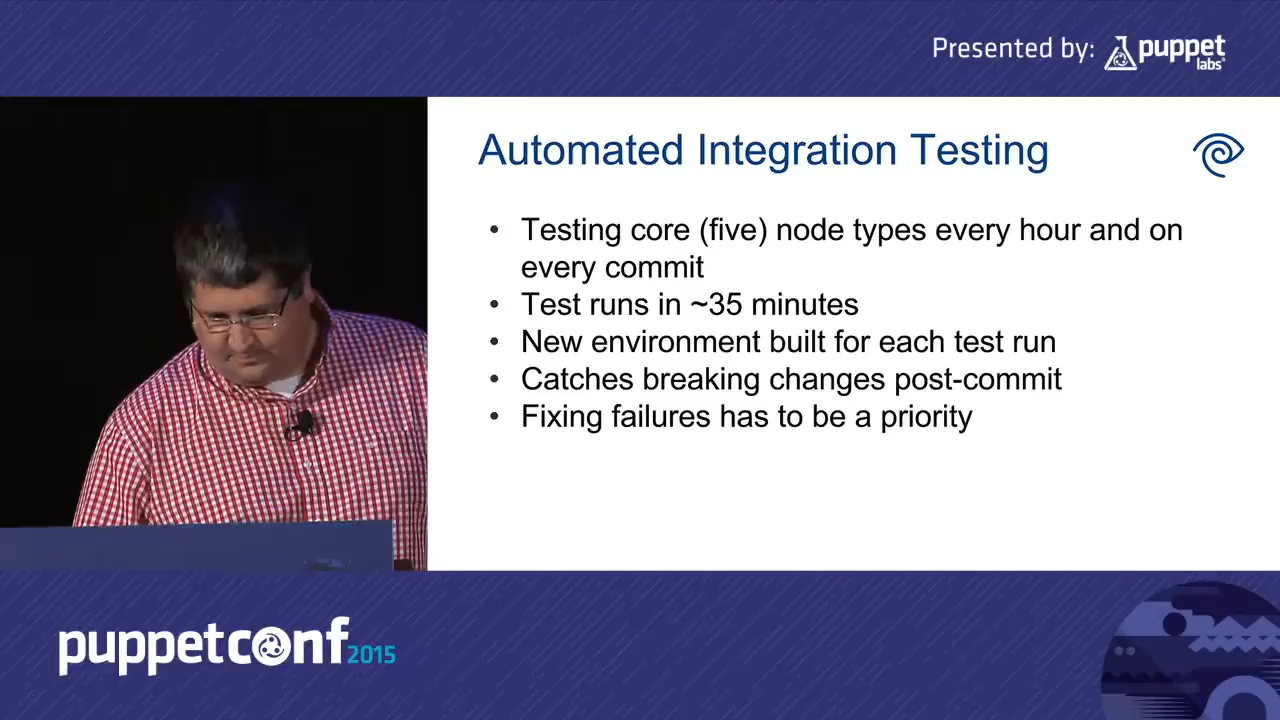 Presented by: puppet labs
Automated Integration Testing
• Testing core (five) node types every hour and on
every commit
• Test runs in ~35 minutes
• New environment built for each test run
• Catches breaking changes post-commit
• Fixing failures has to be a priority
puppetconf 2015